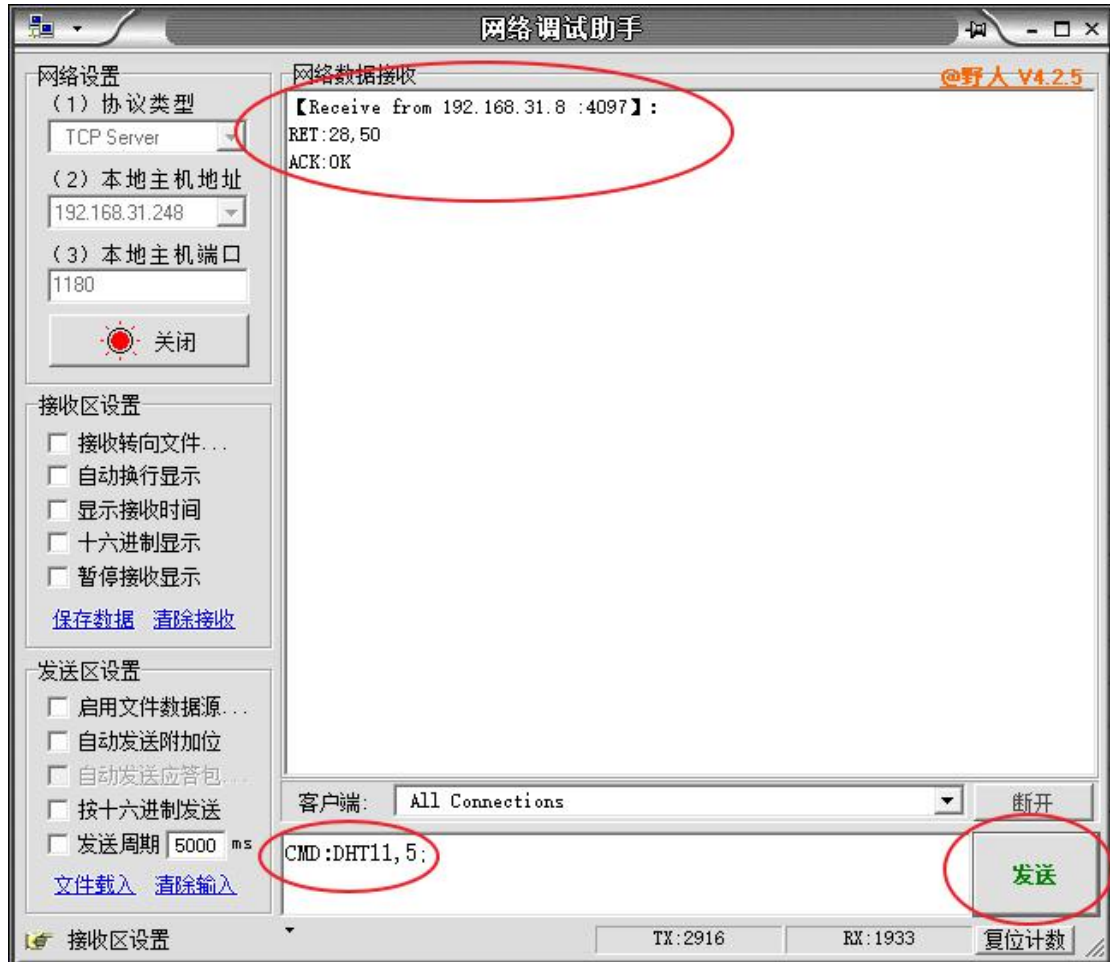 网络调试助手
网络设置
(1) 协议类型
TCP Server
(2) 本地主机地址
192.168.31.248
(3) 本地主机端口
1180
关闭
接收区设置
接收转向文件...
自动换行显示
显示接收时间
十六进制显示
暂停接收显示
保存数据 清除接收
发送区设置
启用文件数据源...
自动发送附加位
自动发送应答包...
按十六进制发送
发送周期 5000 ms
文件载入 清除输入
网络数据接收
@野人 V4.2.5
【Receive from 192.168.31.8 :4097】:
RET:28,50
ACK:OK
客户端: All Connections 断开
CMD:DHT11,5;
发送
接收区设置 TX:2916 RX:1933 复位计数